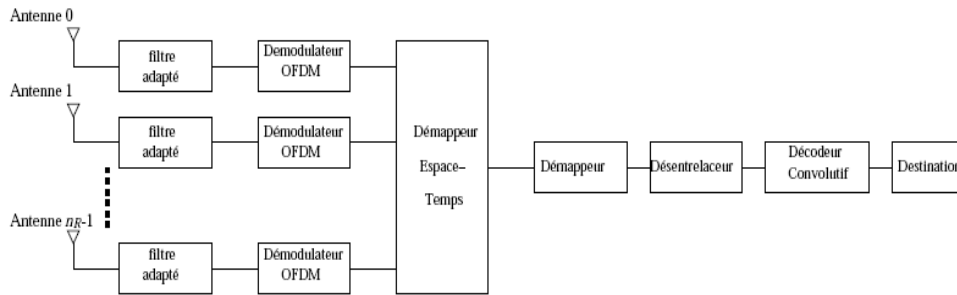 Antenne 0
filtre
adapté
Demodulateur
OFDM
Antenne 1
filtre
adapté
Démodulateur
OFDM
Antenne nR-1
filtre
adapté
Démodulateur
OFDM
Démappeur
Espace–
Temps
Démappeur
Désentrelaceur
Décodeur
Convolutif
Destination